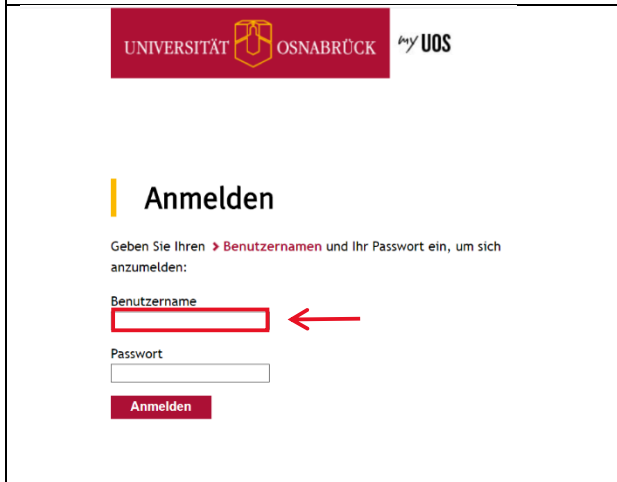 UNIVERSITÄT OSNABRÜCK my UOS
Anmelden
Geben Sie Ihren > Benutzernamen und Ihr Passwort ein, um sich
anzumelden:
Benutzername
Passwort
Anmelden